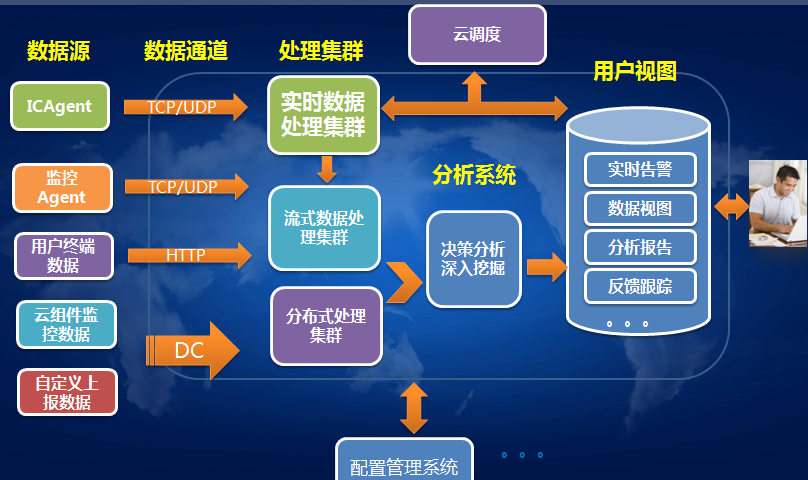 云调度
数据源
数据通道
处理集群
用户视图
ICAgent
TCP/UDP
实时数据
处理集群
监控
Agent
TCP/UDP
流式数据处
理集群
分析系统
决策分析
深入挖掘
实时告警
数据视图
分析报告
反馈跟踪
。。。
用户终端
数据
HTTP
云组件监
控数据
DC
分布式处理
集群
自定义上
报数据
配置管理系统
。。。